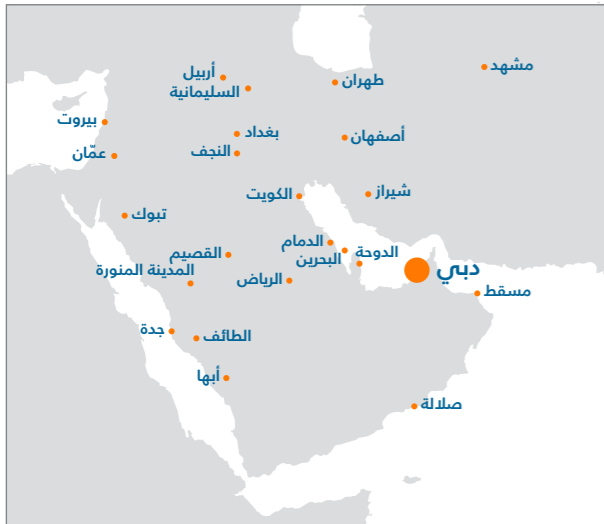 مشهد
طهران
أربيل
السليمانية
بيروت
بغداد
أصفهان
عمّان
النجف
شيراز
الكويت
تبوك
الدمام
الدوحة
القصيم
البحرين
دبي
المدينة المنورة
الرياض
مسقط
جدة
الطائف
أبها
صلالة